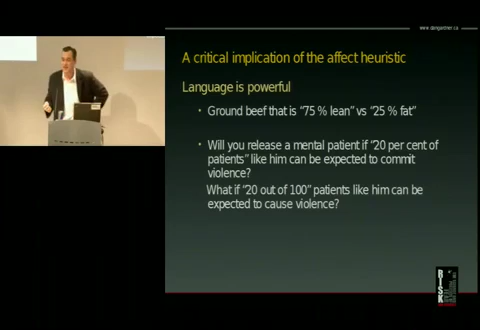 www.dangardner.ca
A critical implication of the affect heuristic
Language is powerful
• Ground beef that is “75 % lean” vs “25 % fat”
• Will you release a mental patient if “20 per cent of
patients” like him can be expected to commit
violence?
What if “20 out of 100” patients like him can be
expected to cause violence?
RISK